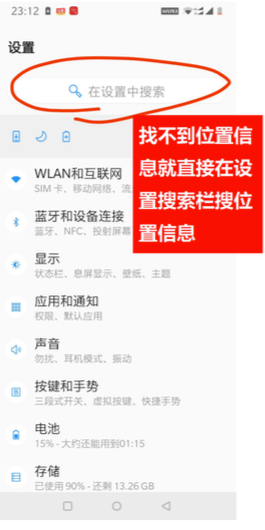 23:12
设置
在设置中搜索
找不到位置信
息就直接在设
置搜索栏搜位
置信息
WLAN和互联网
SIM 卡、移动网络、流
蓝牙和设备连接
蓝牙、NFC、投射屏幕
显示
状态栏、息屏显示、壁纸、主题
应用和通知
权限、默认应用
声音
勿扰、耳机模式、振动
按键和手势
三段式开关、虚拟按键、快捷手势
电池
15% - 大约还能用到01:15
存储
已使用 90% - 还剩 13.26 GB